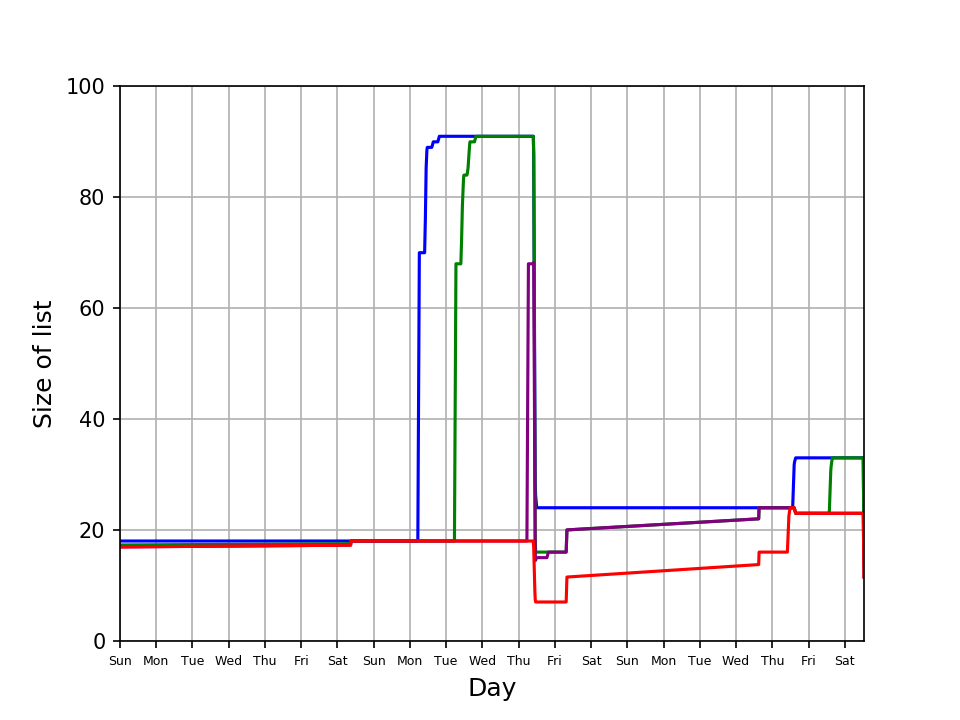 100
80
60
40
20
0
Size of list
Sun Mon Tue Wed Thu Fri Sat Sun Mon Tue Wed Thu Fri Sat Sun Mon Tue Wed Thu Fri Sat
Day